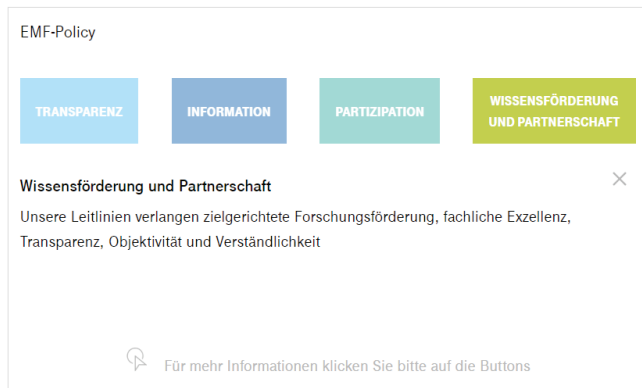 EMF-Policy
TRANSPARENZ
INFORMATION
PARTIZIPATION
WISSENSFÖRDERUNG
UND PARTNERSCHAFT
Wissensförderung und Partnerschaft
Unsere Leitlinien verlangen zielgerichtete Forschungsförderung, fachliche Exzellenz,
Transparenz, Objektivität und Verständlichkeit
Für mehr Informationen klicken Sie bitte auf die Buttons